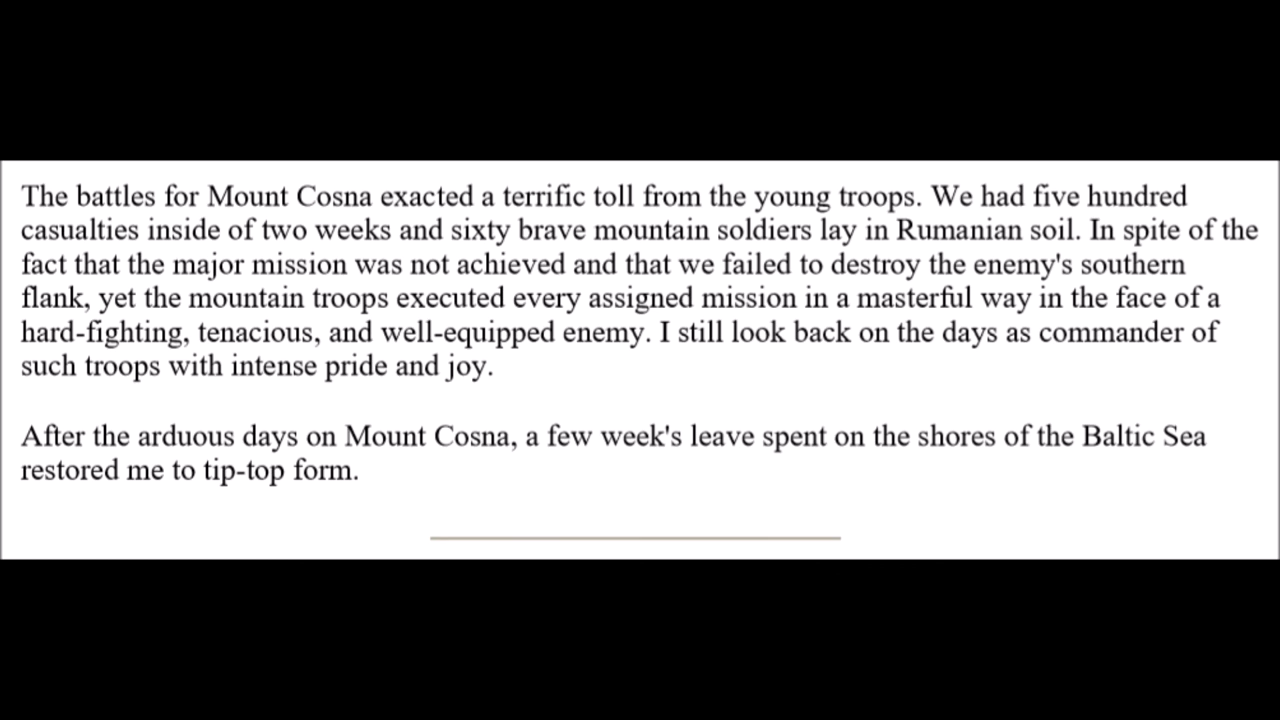 The battles for Mount Cosna exacted a terrific toll from the young troops. We had five hundred
casualties inside of two weeks and sixty brave mountain soldiers lay in Rumanian soil. In spite of the
fact that the major mission was not achieved and that we failed to destroy the enemy's southern
flank, yet the mountain troops executed every assigned mission in a masterful way in the face of a
hard-fighting, tenacious, and well-equipped enemy. I still look back on the days as commander of
such troops with intense pride and joy.
After the arduous days on Mount Cosna, a few week's leave spent on the shores of the Baltic Sea
restored me to tip-top form.